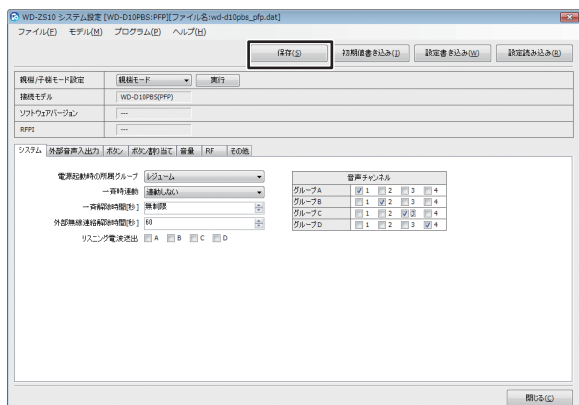 WD-ZS10 システム設定 [WD-D10PBS:PFP][ファイル名:wd-d10pbs_pfp.dat]
ファイル(F) モデル(M) プログラム(P) ヘルプ(H)
保存(S) 初期値書き込み(I) 設定書き込み(W) 設定読み込み(R)
親機/子機モード設定 親機モード 実行
接続モデル WD-D10PBS(PFP)
ソフトウェアバージョン ---
RFPI ---
システム 外部音声入出力 ボタン ボタン割り当て 音量 RF その他
電源起動時の所属グループ レジューム
一斉時連動 連動しない
一斉解除時間[秒] 無制限
外部無線連絡解除時間[秒] 60
リスニング電波送出 A B C D
音声チャンネル
グループA 1 2 3 4
グループB 1 2 3 4
グループC 1 2 3 4
グループD 1 2 3 4
閉じる(C)